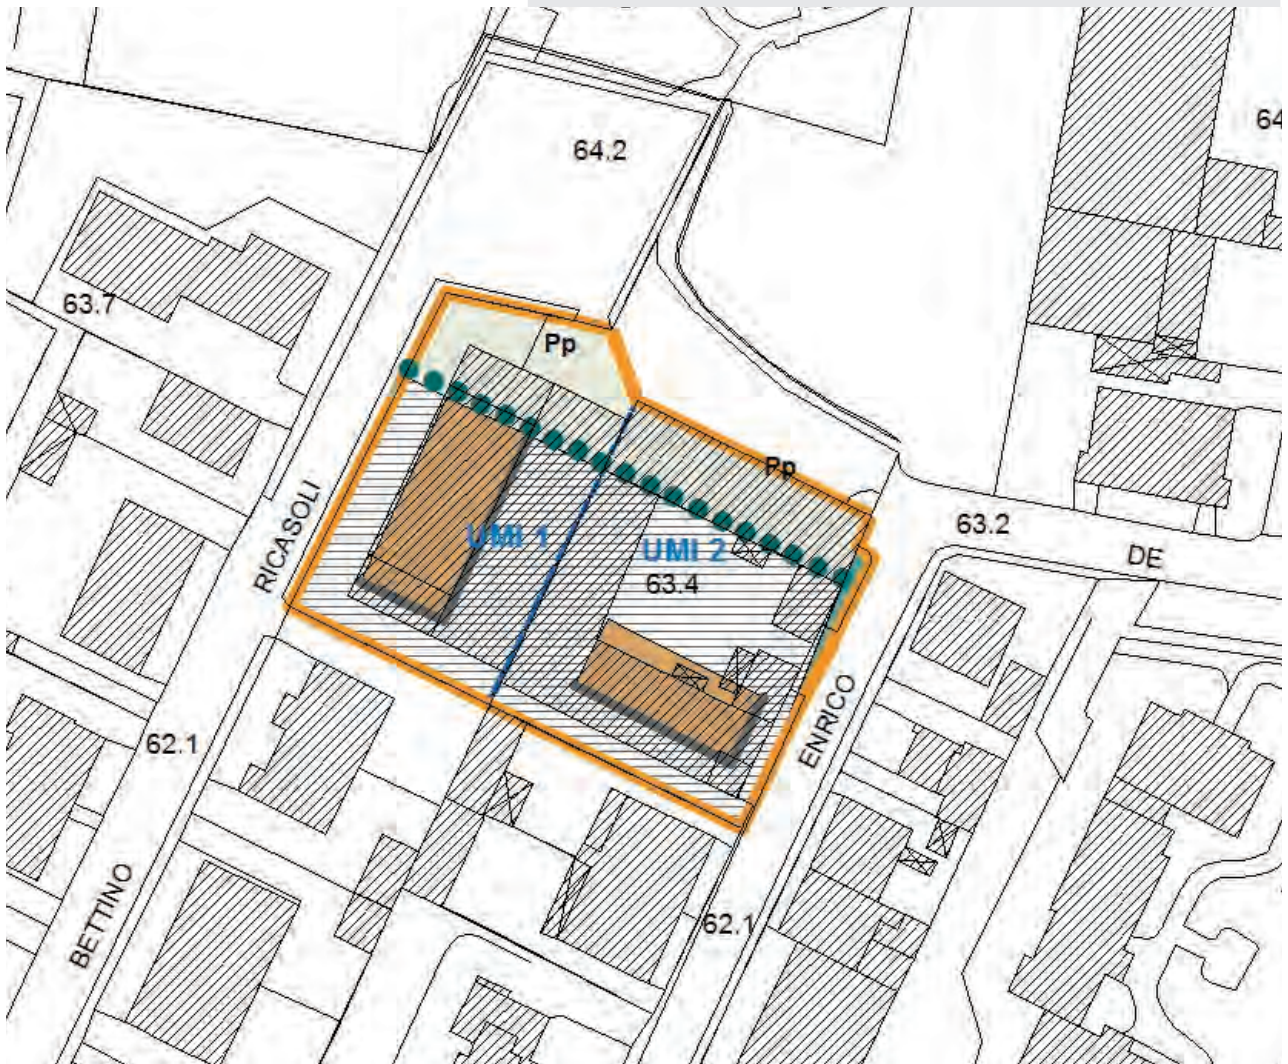 64
64.2
63.7
Pp
Pp
RICASOLI
UMI 1
UMI 2
63.2
DE
63.4
ENRICO
62.1
BETTINO
62.1